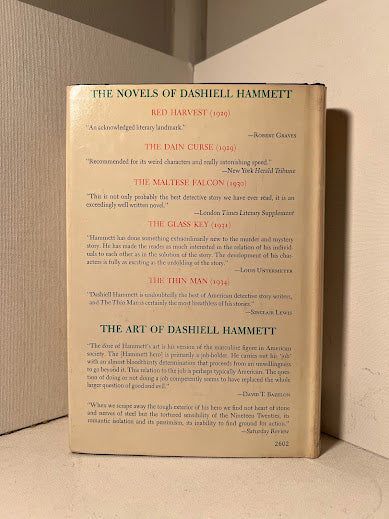 THE NOVELS OF DASHIELL HAMMETT
RED HARVEST (1929)
"An acknowledged literary landmark."
—ROBERT GRAVES
THE DAIN CURSE (1929)
"Recommended for its weird characters and really astonishing speed."
—New York Herald Tribune
THE MALTESE FALCON (1930)
"This is not only probably the best detective story we have ever read, it is an
exceedingly well written novel."
—London Times Literary Supplement
THE GLASS KEY (1931)
"Hammett has done something extraordinarily new to the murder and mystery
story. He has made the reader as much interested in the relation of his individ-
uals to each other as in the solution of the story. The development of his char-
acters is fully as exciting as the unfolding of the story."
—LOUIS UNTERMEYER
THE THIN MAN (1934)
"Dashiell Hammett is undoubtedly the best of American detective story writers,
and The Thin Man is certainly the most breathless of his stories."
—SINCLAIR LEWIS
THE ART OF DASHIELL HAMMETT
"The core of Hammett's art is his version of the masculine figure in American
society. The [Hammett hero] is primarily a job-holder. He carries out his 'job'
with an almost bloodthirsty determination that proceeds from an unwillingness
to go beyond it. This relation to the job is perhaps typically American. The ques-
tion of doing or not doing a job competently seems to have replaced the whole
larger question of good and evil."
—DAVID T. BAZELON
"When we scrape away the tough exterior of his hero we find not heart of stone
and nerves of steel but the tortured sensibility of the Nineteen Twenties, its
romantic isolation and its pessimism, its inability to find ground for action."
—Saturday Review
2602